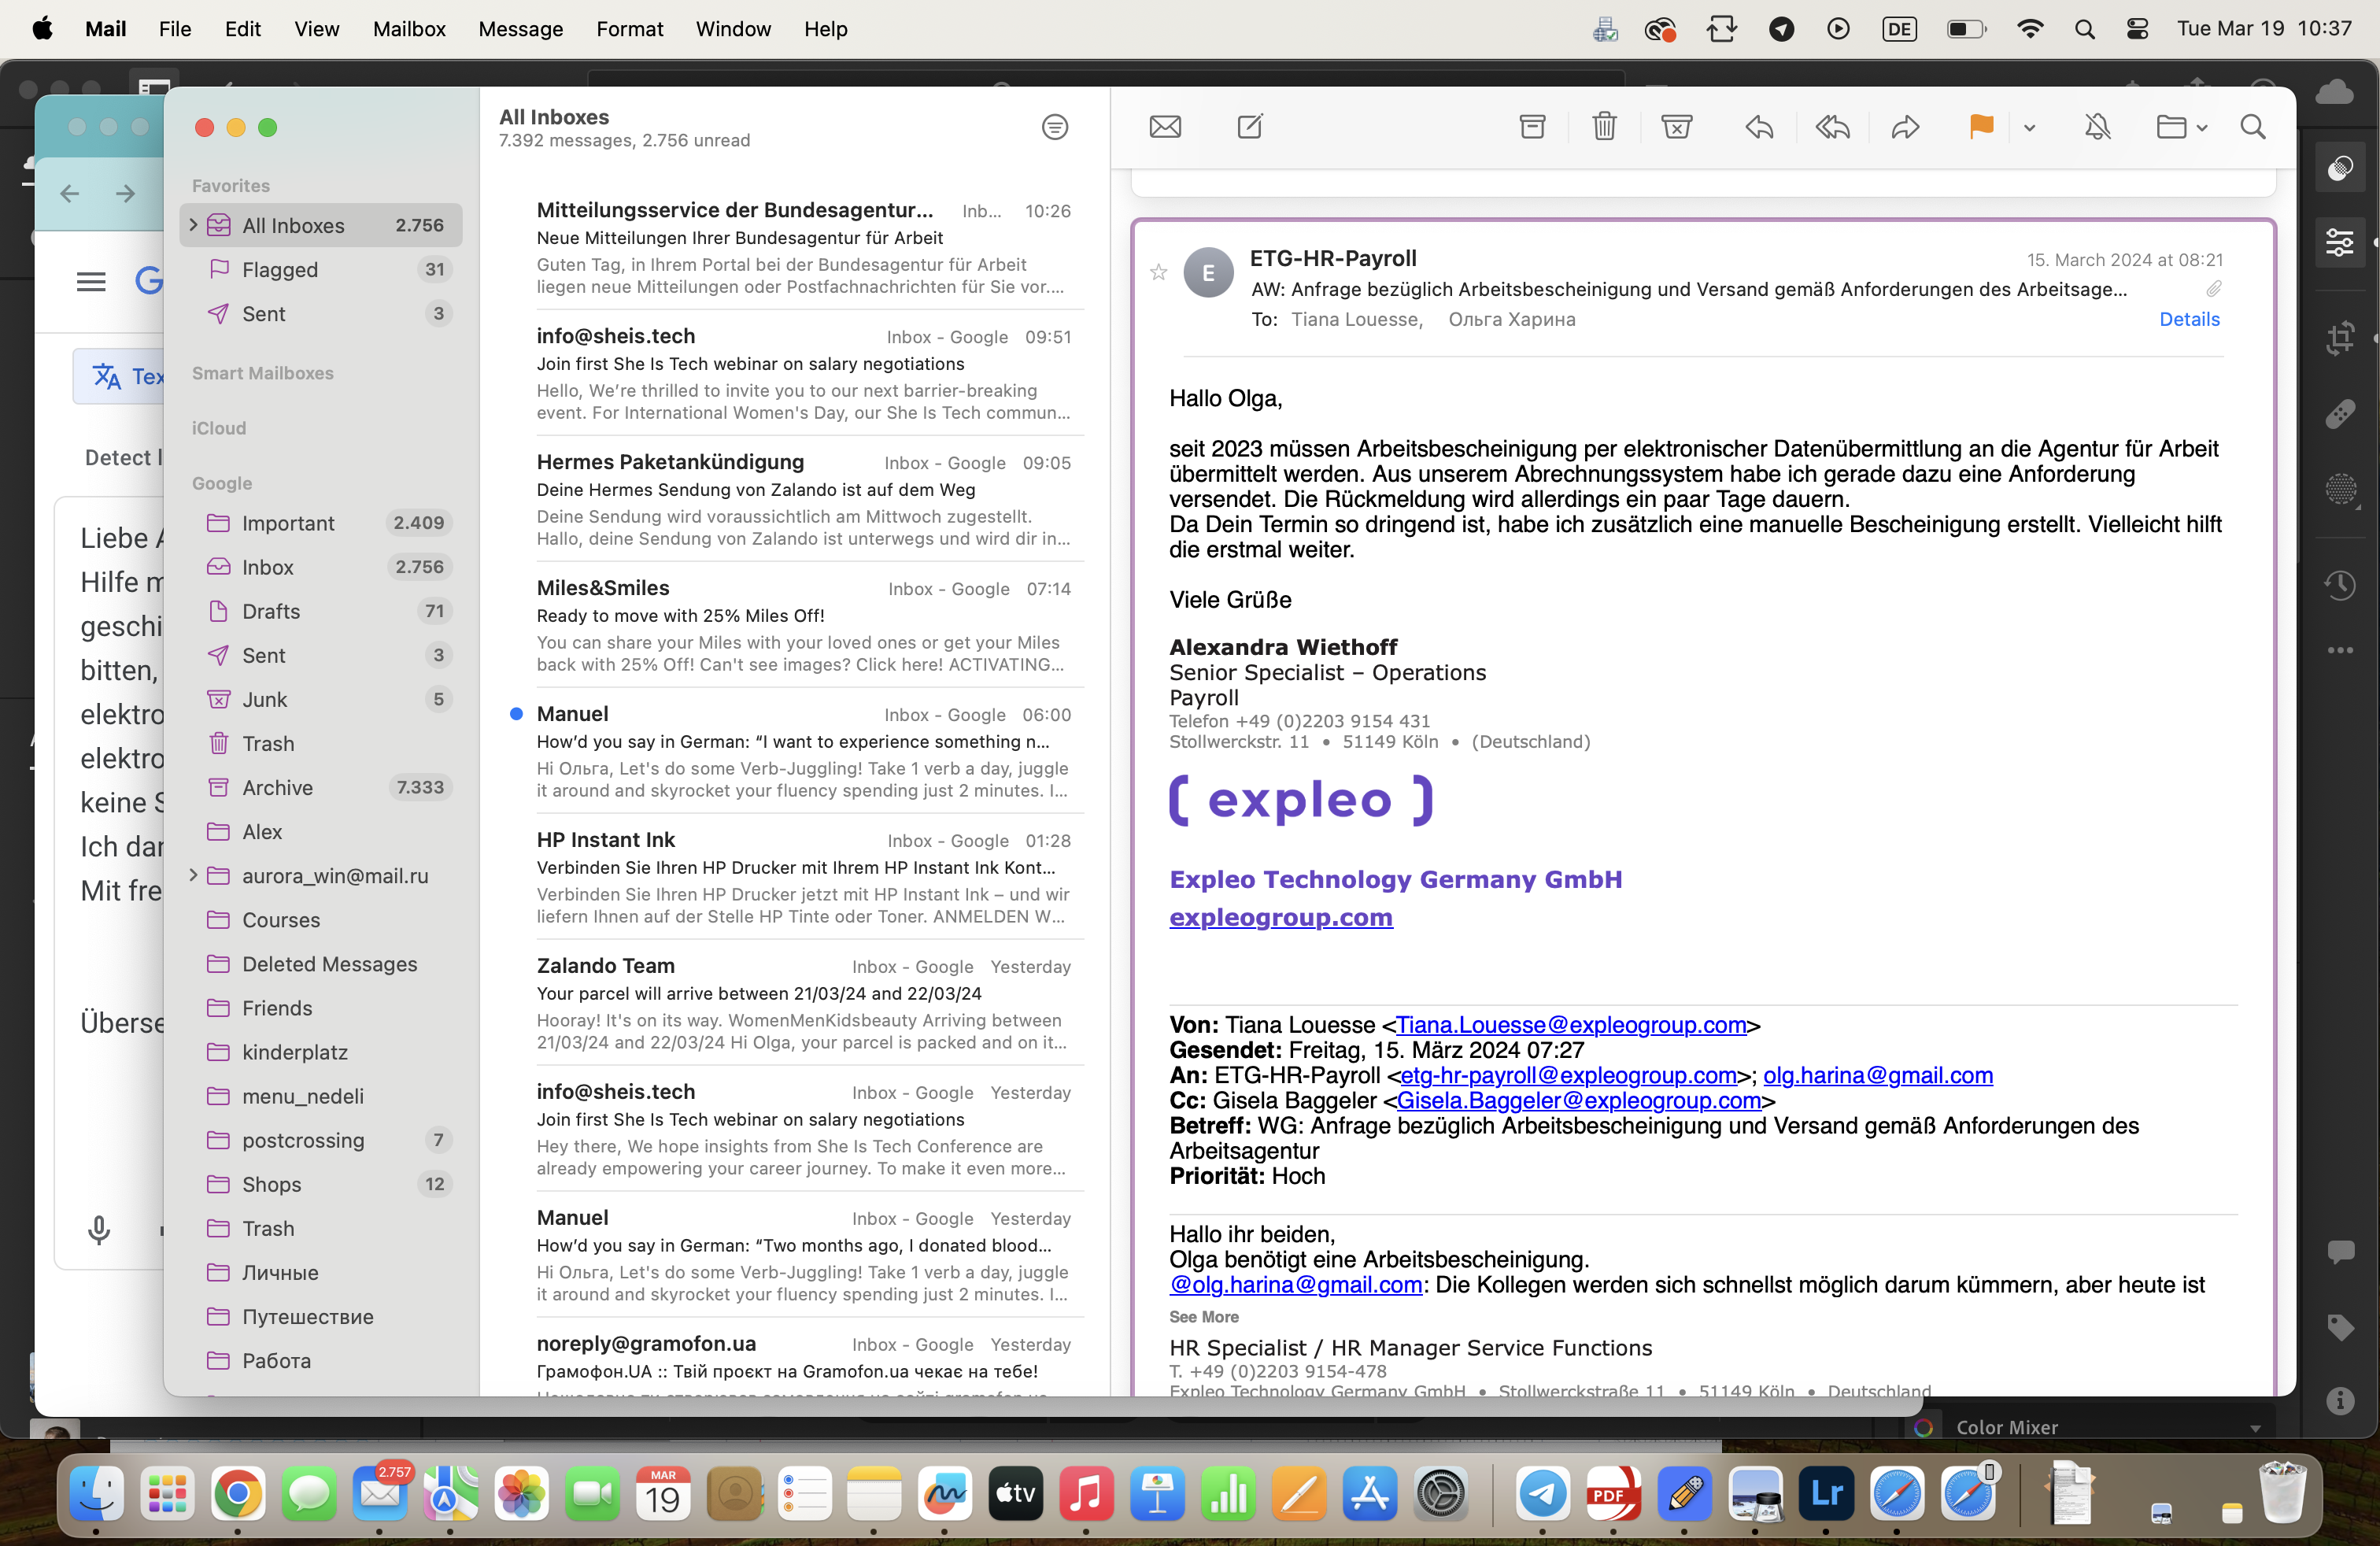 Mail File Edit View Mailbox Message Format Window Help DE Tue Mar 19 10:37
Tex
Detect l
Liebe A
Hilfe m
geschi
bitten,
elektro
elektro
keine S
Ich dan
Mit fre
Überse
Favorites
All Inboxes 2.756
Flagged 31
Sent 3
Smart Mailboxes
iCloud
Google
Important 2.409
Inbox 2.756
Drafts 71
Sent 3
Junk 5
Trash
Archive 7.333
Alex
aurora_win@mail.ru
Courses
Deleted Messages
Friends
kinderplatz
menu_nedeli
postcrossing 7
Shops 12
Trash
Личные
Путешествие
Работа
All Inboxes
7.392 messages, 2.756 unread
Mitteilungsservice der Bundesagentur... Inb... 10:26
Neue Mitteilungen Ihrer Bundesagentur für Arbeit
Guten Tag, in Ihrem Portal bei der Bundesagentur für Arbeit
liegen neue Mitteilungen oder Postfachnachrichten für Sie vor....
info@sheis.tech Inbox - Google 09:51
Join first She Is Tech webinar on salary negotiations
Hello, We’re thrilled to invite you to our next barrier-breaking
event. For International Women's Day, our She Is Tech commun...
Hermes Paketankündigung Inbox - Google 09:05
Deine Hermes Sendung von Zalando ist auf dem Weg
Deine Sendung wird voraussichtlich am Mittwoch zugestellt.
Hallo, deine Sendung von Zalando ist unterwegs und wird dir in...
Miles&Smiles Inbox - Google 07:14
Ready to move with 25% Miles Off!
You can share your Miles with your loved ones or get your Miles
back with 25% Off! Can't see images? Click here! ACTIVATING...
Manuel Inbox - Google 06:00
How’d you say in German: “I want to experience something n...
Hi Ольга, Let's do some Verb-Juggling! Take 1 verb a day, juggle
it around and skyrocket your fluency spending just 2 minutes. I...
HP Instant Ink Inbox - Google 01:28
Verbinden Sie Ihren HP Drucker mit Ihrem HP Instant Ink Kont...
Verbinden Sie Ihren HP Drucker jetzt mit HP Instant Ink – und wir
liefern Ihnen auf der Stelle HP Tinte oder Toner. ANMELDEN W...
Zalando Team Inbox - Google Yesterday
Your parcel will arrive between 21/03/24 and 22/03/24
Hooray! It's on its way. WomenMenKidsbeauty Arriving between
21/03/24 and 22/03/24 Hi Olga, your parcel is packed and on it...
info@sheis.tech Inbox - Google Yesterday
Join first She Is Tech webinar on salary negotiations
Hey there, We hope insights from She Is Tech Conference are
already empowering your career journey. To make it even more...
Manuel Inbox - Google Yesterday
How’d you say in German: “Two months ago, I donated blood...
Hi Ольга, Let's do some Verb-Juggling! Take 1 verb a day, juggle
it around and skyrocket your fluency spending just 2 minutes. I...
noreply@gramofon.ua Inbox - Google Yesterday
Грамофон.UA :: Твій проєкт на Gramofon.ua чекає на тебе!
E ETG-HR-Payroll 15. March 2024 at 08:21
AW: Anfrage bezüglich Arbeitsbescheinigung und Versand gemäß Anforderungen des Arbeitsage...
To: Tiana Louesse, Ольга Харина Details
Hallo Olga,
seit 2023 müssen Arbeitsbescheinigung per elektronischer Datenübermittlung an die Agentur für Arbeit
übermittelt werden. Aus unserem Abrechnungssystem habe ich gerade dazu eine Anforderung
versendet. Die Rückmeldung wird allerdings ein paar Tage dauern.
Da Dein Termin so dringend ist, habe ich zusätzlich eine manuelle Bescheinigung erstellt. Vielleicht hilft
die erstmal weiter.
Viele Grüße
Alexandra Wiethoff
Senior Specialist – Operations
Payroll
Telefon +49 (0)2203 9154 431
Stollwerckstr. 11 • 51149 Köln • (Deutschland)
( expleo )
Expleo Technology Germany GmbH
expleogroup.com
Von: Tiana Louesse <Tiana.Louesse@expleogroup.com>
Gesendet: Freitag, 15. März 2024 07:27
An: ETG-HR-Payroll <etg-hr-payroll@expleogroup.com>; olg.harina@gmail.com
Cc: Gisela Baggeler <Gisela.Baggeler@expleogroup.com>
Betreff: WG: Anfrage bezüglich Arbeitsbescheinigung und Versand gemäß Anforderungen des
Arbeitsagentur
Priorität: Hoch
Hallo ihr beiden,
Olga benötigt eine Arbeitsbescheinigung.
@olg.harina@gmail.com: Die Kollegen werden sich schnellst möglich darum kümmern, aber heute ist
See More
HR Specialist / HR Manager Service Functions
T. +49 (0)2203 9154-478
Expleo Technology Germany GmbH • Stollwerckstraße 11 • 51149 Köln • Deutschland
Color Mixer
2.757
MAR
19
tv
PDF
Lr